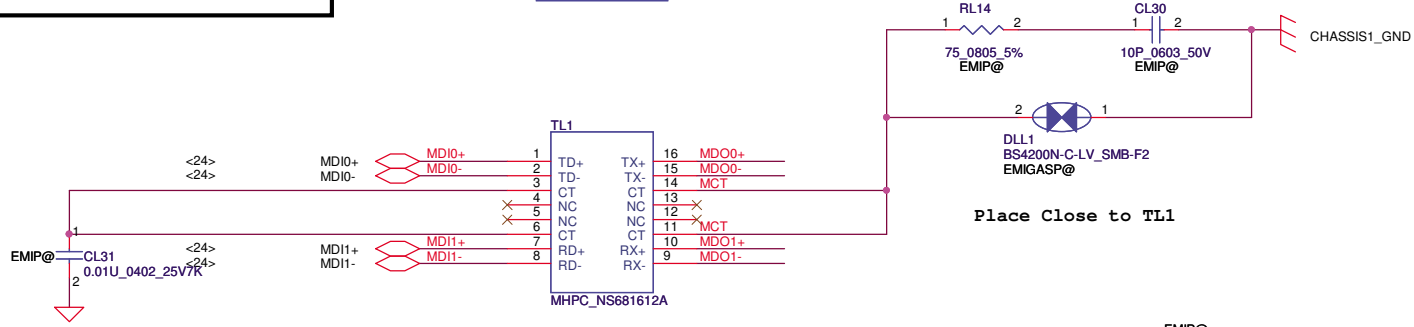 RL14
CL30
1 2
1 2
CHASSIS1_GND
75_0805_5%
10P_0603_50V
EMIP@
EMIP@
2 1
DLL1
BS4200N-C-LV_SMB-F2
EMIGASP@
Place Close to TL1
TL1
<24> MDI0+ MDI0+ 1 TD+ TX+ 16 MDO0+
<24> MDI0- MDI0- 2 TD- TX- 15 MDO0-
3 CT CT 14 MCT
4 NC NC 13
5 NC NC 12
1 6 CT CT 11 MCT
<24> MDI1+ MDI1+ 7 RD+ RX+ 10 MDO1+
<24> MDI1- MDI1- 8 RD- RX- 9 MDO1-
EMIP@ CL31
0.01U_0402_25V7K
2
MHPC_NS681612A